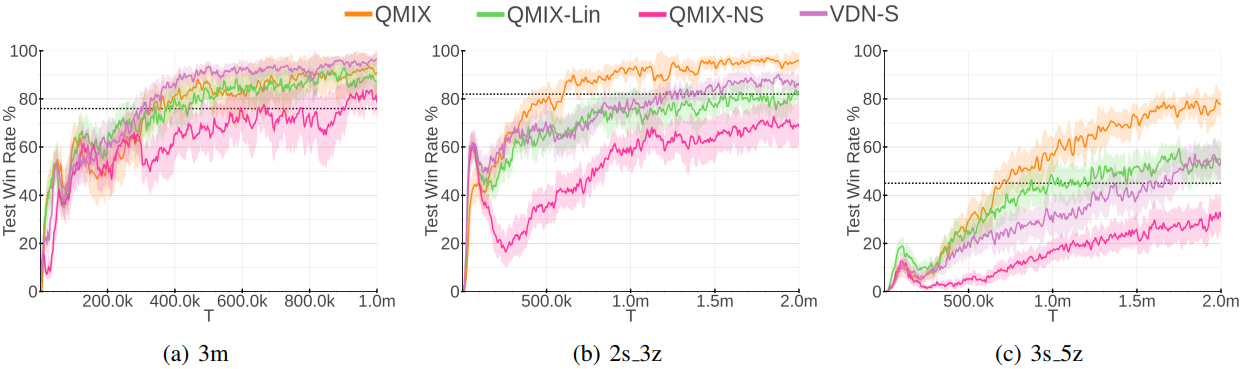 QMIX QMIX-Lin QMIX-NS VDN-S
100
80
60
40
20
0
Test Win Rate %
200.0k 400.0k 600.0k 800.0k 1.0m
T
(a) 3m
100
80
60
40
20
0
Test Win Rate %
500.0k 1.0m 1.5m 2.0m
T
(b) 2s_3z
100
80
60
40
20
0
Test Win Rate %
500.0k 1.0m 1.5m 2.0m
T
(c) 3s_5z